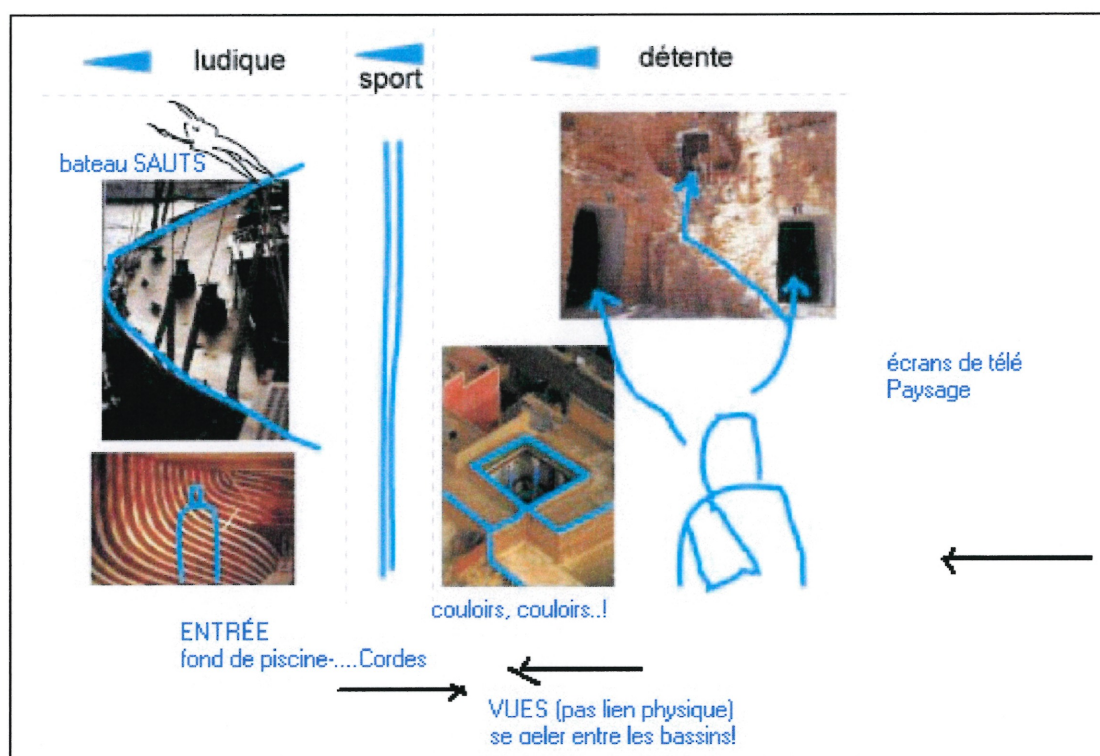 ludique
sport
détente
bateau SAUTS
écrans de télé
Paysage
couloirs, couloirs..!
ENTRÉE
fond de piscine-....Cordes
VUES (pas lien physique)
se geler entre les bassins!